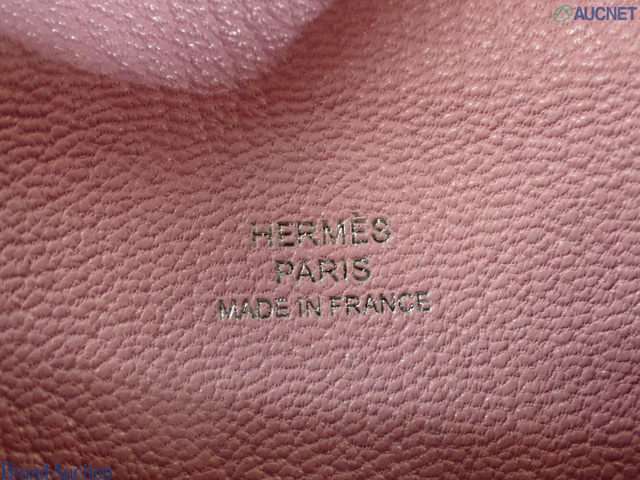 AUCNET
HERMÈS
PARIS
MADE IN FRANCE
Brand Auction